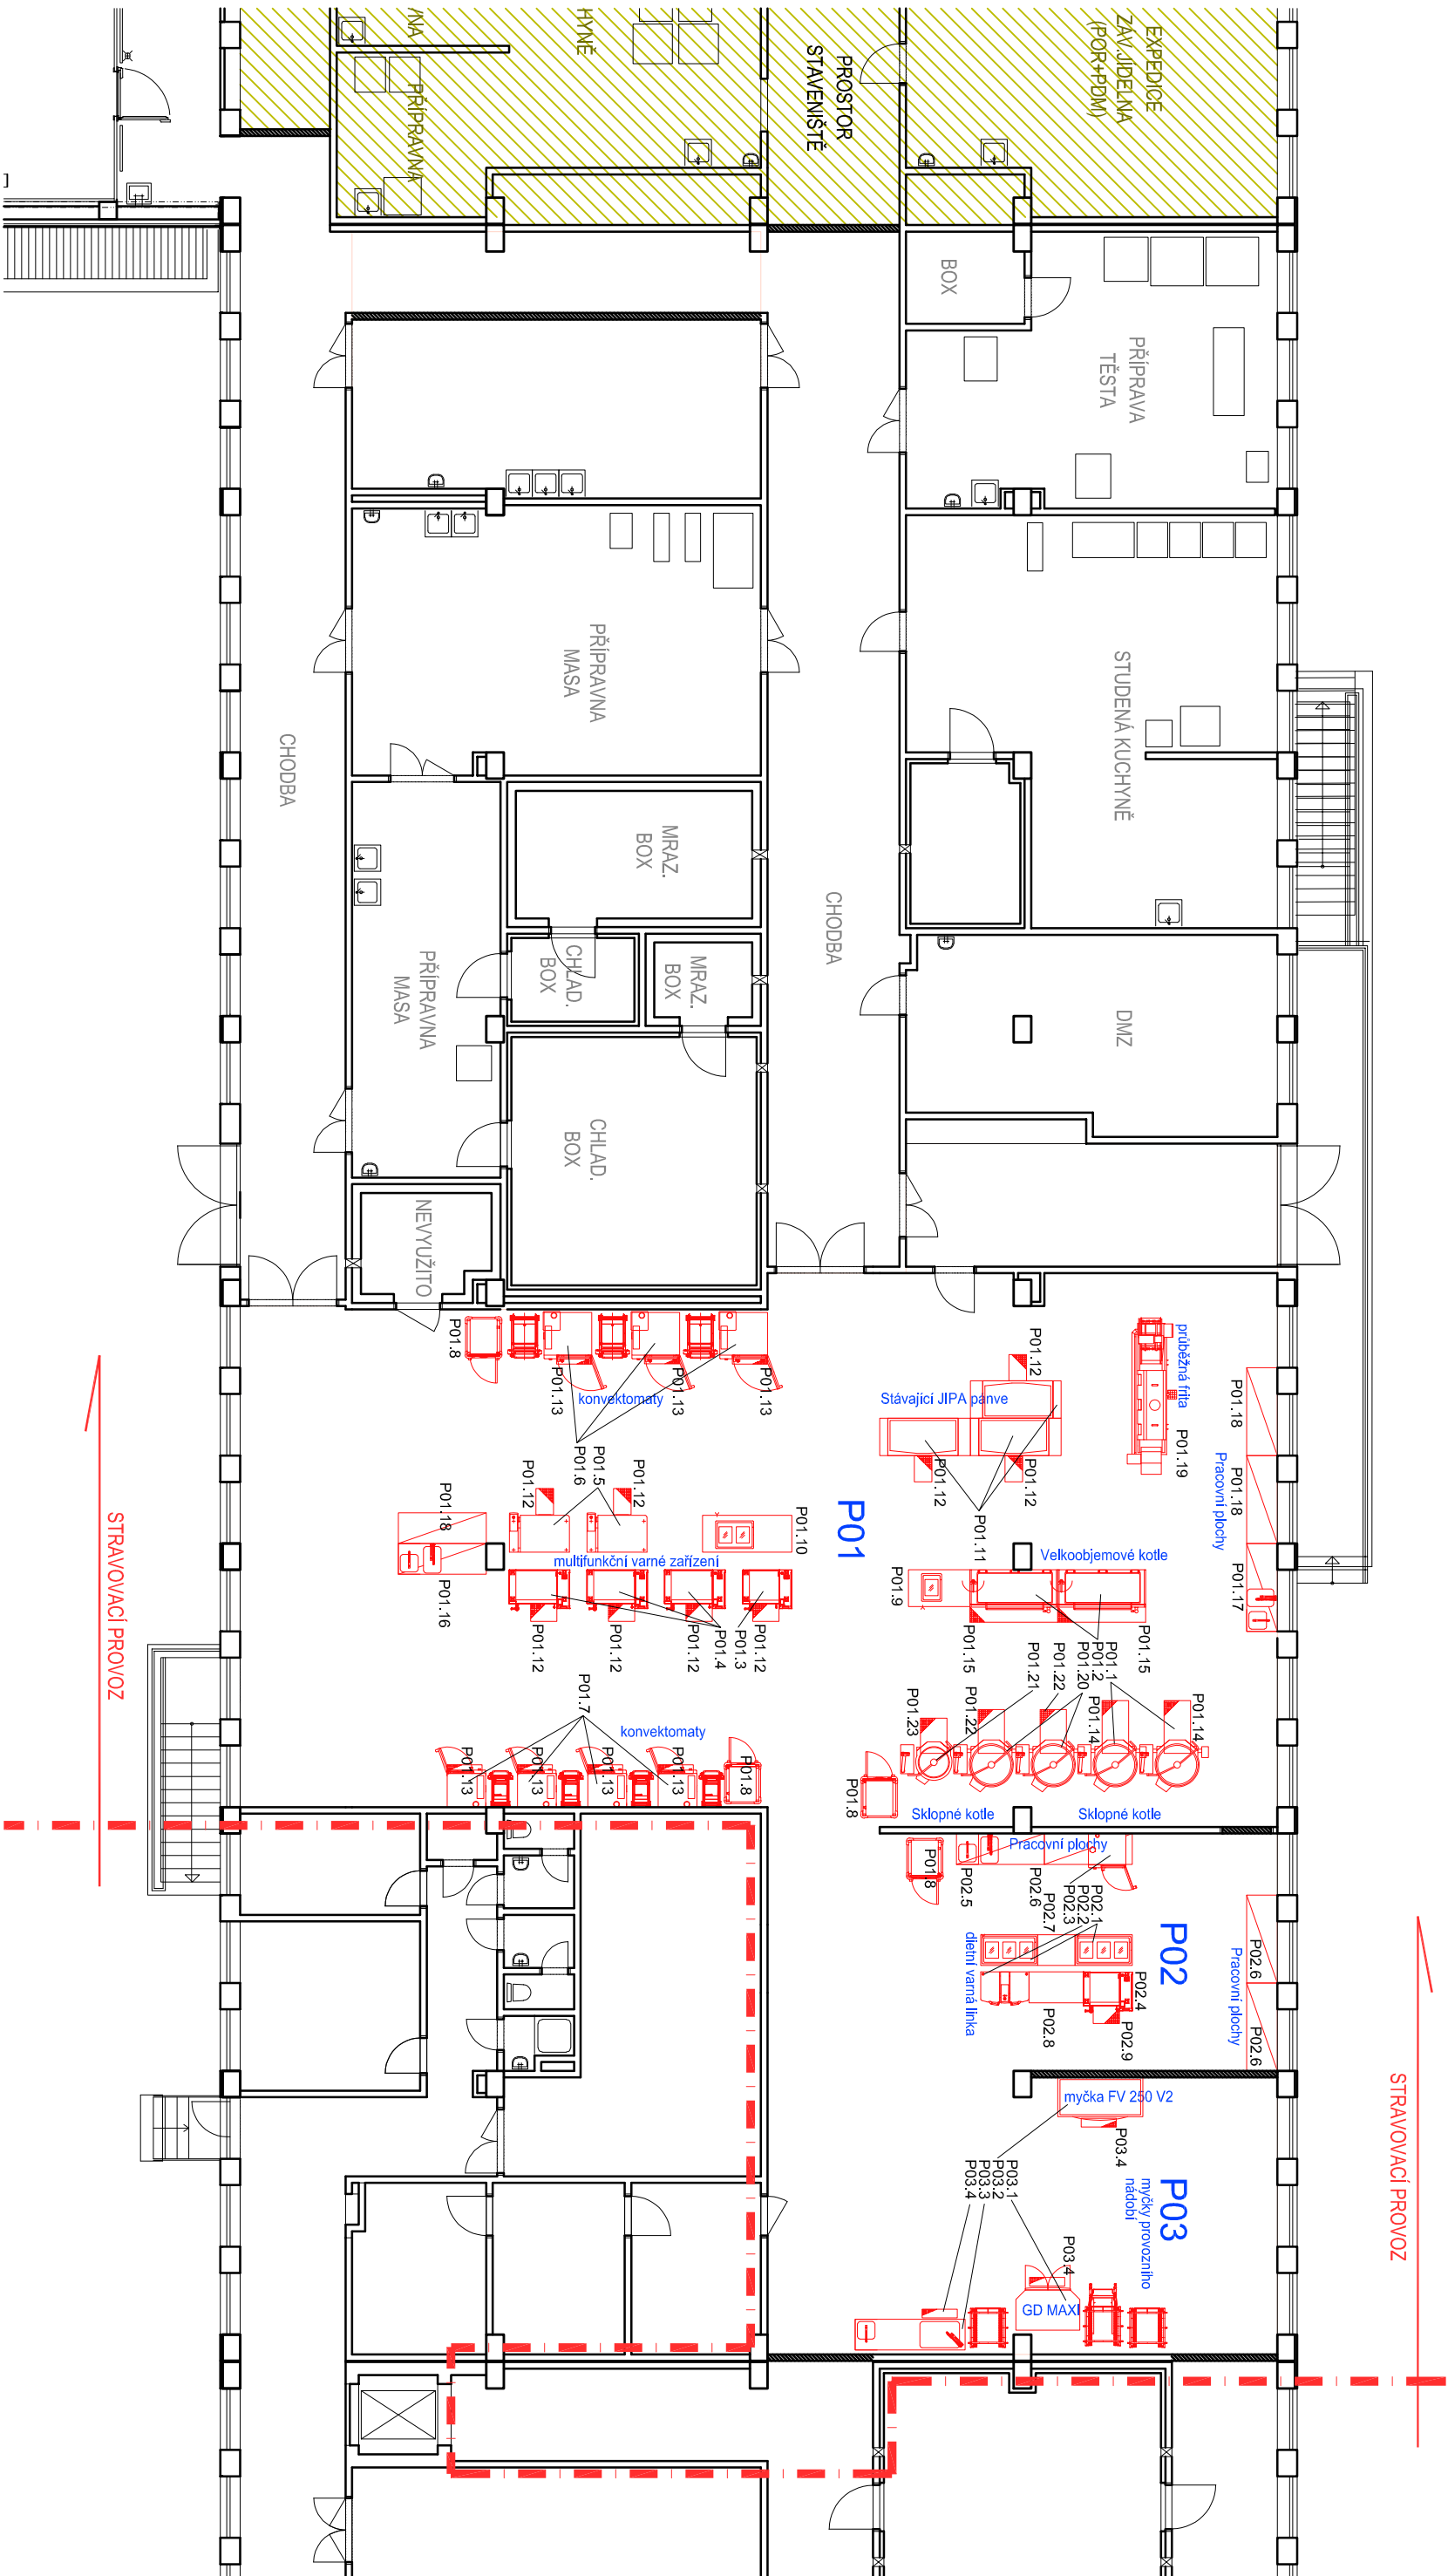 EXPEDICE
ZÁV.JÍDELNA
(POR+PDM)
PROSTOR
STAVENIŠTĚ
HYNĚ
VNA
PŘÍPRAVNA
BOX
PŘÍPRAVA
TĚSTA
STUDENÁ KUCHYNĚ
PŘÍPRAVNA
MASA
CHODBA
MRAZ.
BOX
CHODBA
CHLAD.
BOX
MRAZ.
BOX
PŘÍPRAVNA
MASA
DMZ
CHLAD.
BOX
NEVYUŽITO
P01.8
P01.13
P01.13
P01.13
konvektomaty
P01.12
Stávající JIPA pánve
průběžná frita
P01.18
P01.19
P01.18
Pracovní plochy
P01.6
P01.5
P01.12
P01.12
P01.12
P01.12
P01.18
P01.10
P01
P01.11
multifunkční varné zařízení
Velkoobjemové kotle
P01.16
P01.9
P01.17
P01.12
P01.12
P01.12
P01.4
P01.3
P01.12
P01.15
P01.21
P01.22
P01.20
P01.2
P01.1
P01.15
STRAVOVACÍ PROVOZ
P01.7
konvektomaty
P01.23
P01.22
P01.14
P01.14
P01.13
P01.13
P01.13
P01.13
P01.8
P01.8
Sklopné kotle
Sklopné kotle
Pracovní plochy
P01.8
P02.5
P02.6
P02.7
P02.3
P02.2
P02.1
P02
P02.6
Pracovní plochy
dietní varná linka
P02.4
P02.8
P02.9
P02.6
myčka FV 250 V2
P03.4
P03.1
P03.2
P03.3
P03.4
P03
myčky provozního
nádobí
P03.4
GD MAXI
STRAVOVACÍ PROVOZ